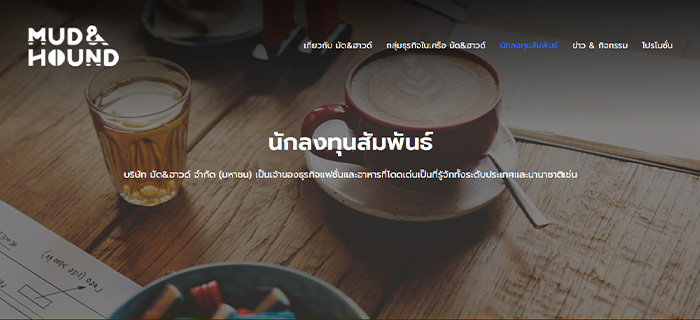 MUD&
HOUND
เกี่ยวกับ มัด&ฮาวด์ กลุ่มธุรกิจในเครือ มัด&ฮาวด์ นักลงทุนสัมพันธ์ ข่าว & กิจกรรม โปรโมชั่น
นักลงทุนสัมพันธ์
บริษัท มัด&ฮาวด์ จำกัด (มหาชน) เป็นเจ้าของธุรกิจแฟชั่นและอาหารที่โดดเด่นเป็นที่รู้จักทั้งระดับประเทศและนานาชาติเช่น